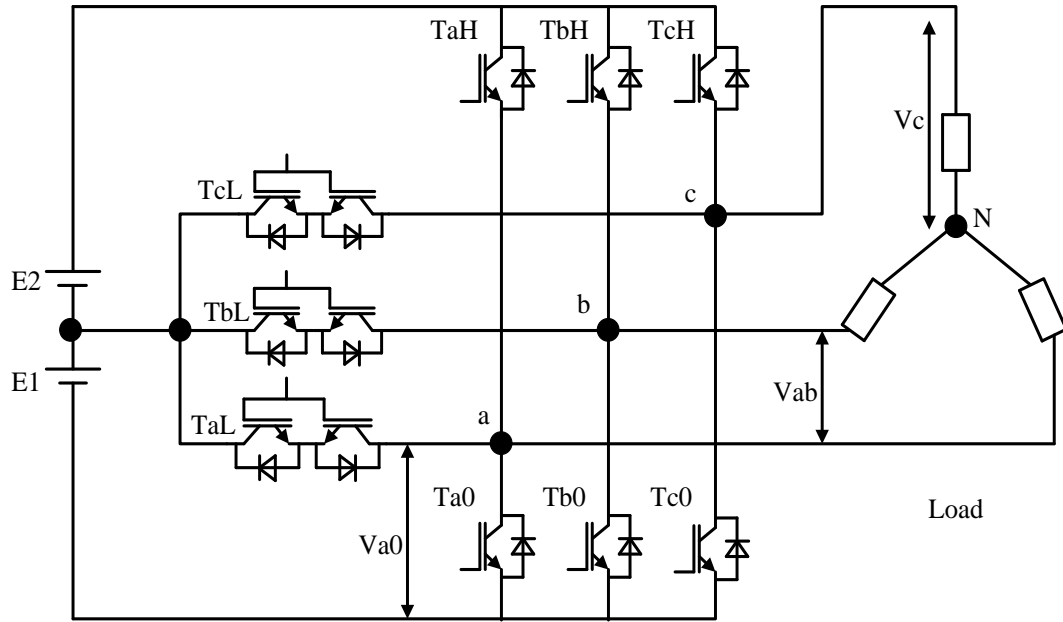 TaH TbH TcH
Vc
TcL
c
N
E2
TbL
b
E1
Vab
TaL
a
Ta0 Tb0 Tc0
Load
Va0